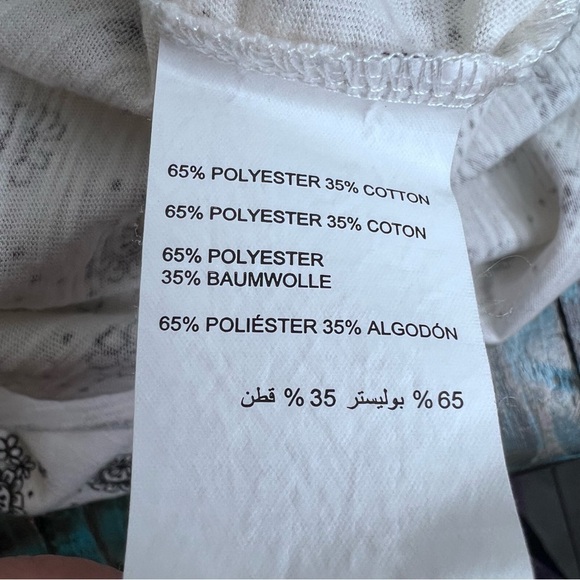 65% POLYESTER 35% COTTON
65% POLYESTER 35% COTON
65% POLYESTER
35% BAUMWOLLE
65% POLIÉSTER 35% ALGODÓN
65 % بوليستر 35 % قطن